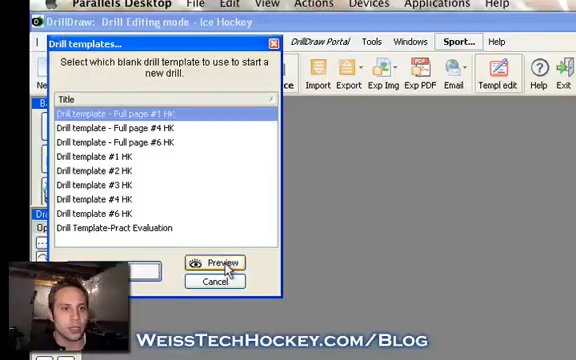 Parallels Desktop File Edit View Actions Devices Applications Help
DrillDraw: Drill Editing mode - Ice Hockey
Drill templates...
DrillDraw Portal Tools Windows Sport...
Select which blank drill template to use to start a new drill.
Import Export Exp Img Exp PDF Email Templ edit Help Exit
Title
Drill template - Full page #1 HK
Drill template - Full page #4 HK
Drill template - Full page #6 HK
Drill template #1 HK
Drill template #2 HK
Drill template #3 HK
Drill template #4 HK
Drill template #6 HK
Drill Template-Pract Evaluation
Preview
Cancel
WeissTechHockey.com/Blog